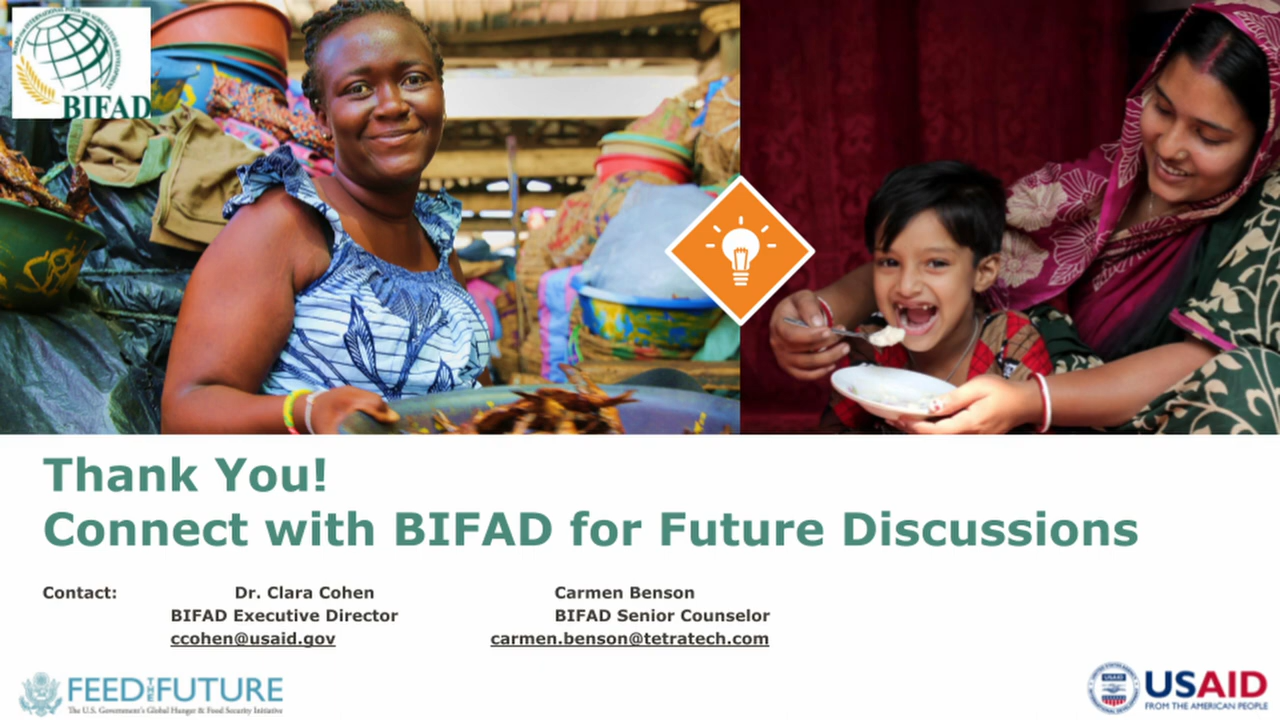 BIFAD
Thank You!
Connect with BIFAD for Future Discussions
Contact: Dr. Clara Cohen Carmen Benson
BIFAD Executive Director BIFAD Senior Counselor
ccohen@usaid.gov carmen.benson@tetratech.com
FEED THE FUTURE
The U.S. Government's Global Hunger & Food Security Initiative
USAID
FROM THE AMERICAN PEOPLE